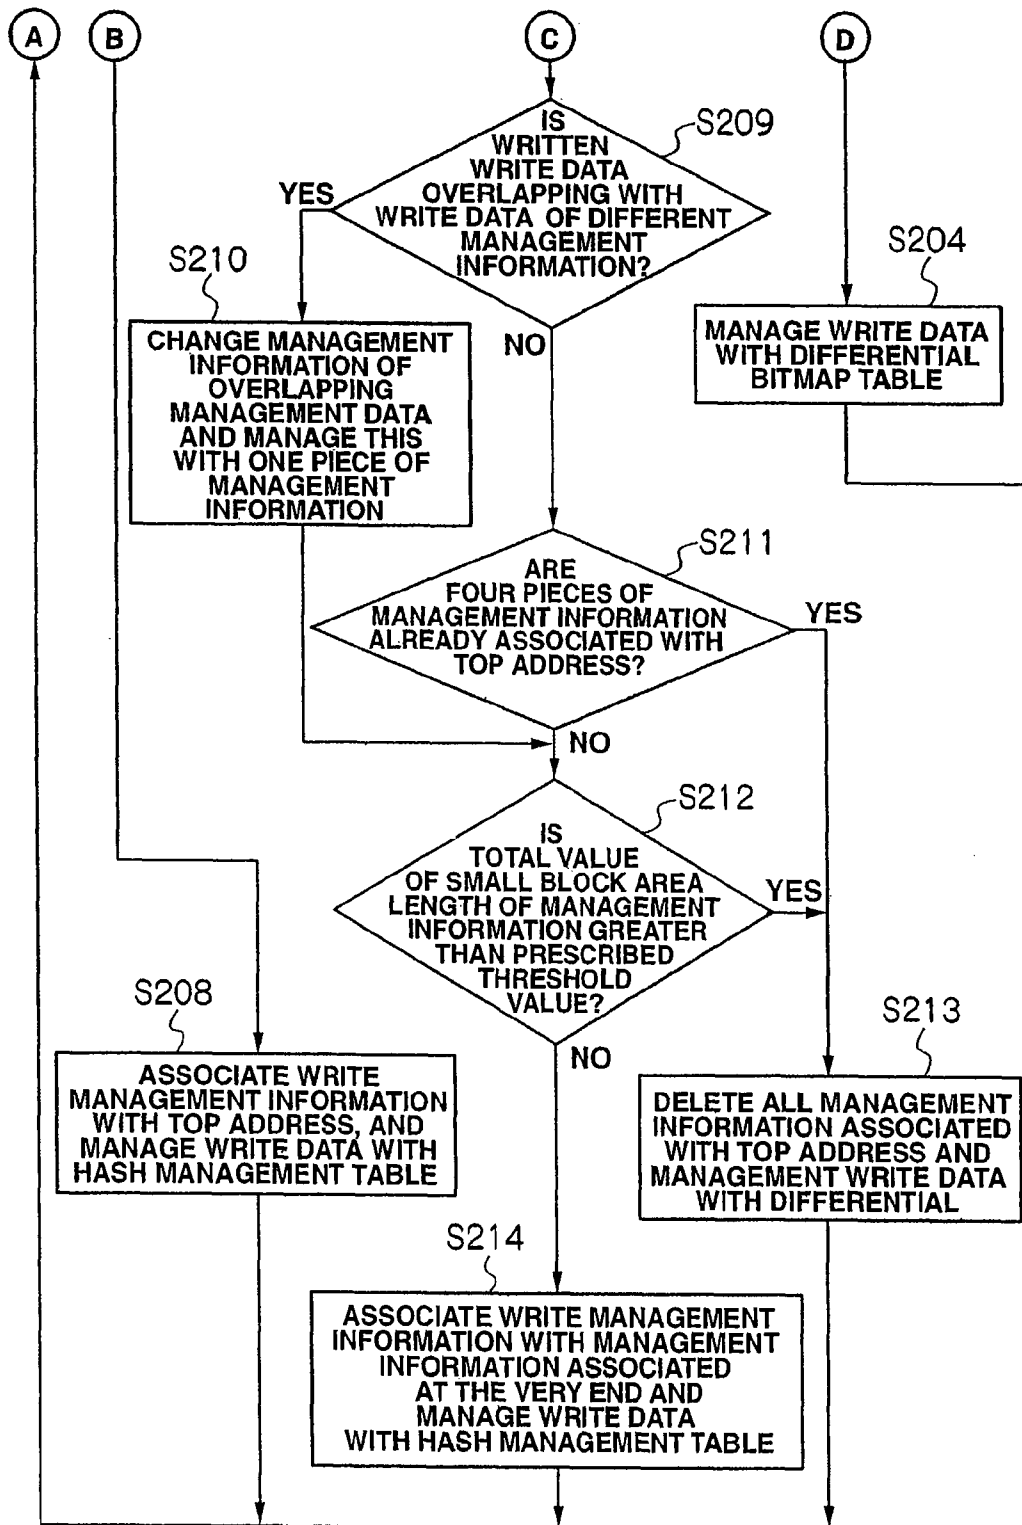 A
B
C
D
S209
IS
WRITTEN
WRITE DATA
OVERLAPPING WITH
WRITE DATA OF DIFFERENT
MANAGEMENT
INFORMATION?
YES
NO
S210
CHANGE MANAGEMENT
INFORMATION OF
OVERLAPPING
MANAGEMENT DATA
AND MANAGE THIS
WITH ONE PIECE OF
MANAGEMENT
INFORMATION
S204
MANAGE WRITE DATA
WITH DIFFERENTIAL
BITMAP TABLE
S211
ARE
FOUR PIECES OF
MANAGEMENT INFORMATION
ALREADY ASSOCIATED WITH
TOP ADDRESS?
YES
NO
S212
IS
TOTAL VALUE
OF SMALL BLOCK AREA
LENGTH OF MANAGEMENT
INFORMATION GREATER
THAN PRESCRIBED
THRESHOLD
VALUE?
YES
NO
S208
ASSOCIATE WRITE
MANAGEMENT INFORMATION
WITH TOP ADDRESS, AND
MANAGE WRITE DATA WITH
HASH MANAGEMENT TABLE
S213
DELETE ALL MANAGEMENT
INFORMATION ASSOCIATED
WITH TOP ADDRESS AND
MANAGEMENT WRITE DATA
WITH DIFFERENTIAL
S214
ASSOCIATE WRITE MANAGEMENT
INFORMATION WITH MANAGEMENT
INFORMATION ASSOCIATED
AT THE VERY END AND
MANAGE WRITE DATA
WITH HASH MANAGEMENT TABLE